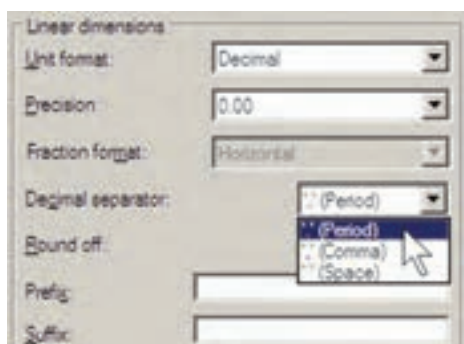 Linear dimensions
Unit format: Decimal
Precision 0.00
Fraction format: Horizontal
Decimal separator: '.' (Period)
'.' (Period)
Round off: ',' (Comma)
' ' (Space)
Prefix:
Suffix: